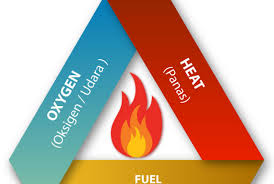 OXYGEN
(Oksigen / Udara )
HEAT
(Panas)
FUEL